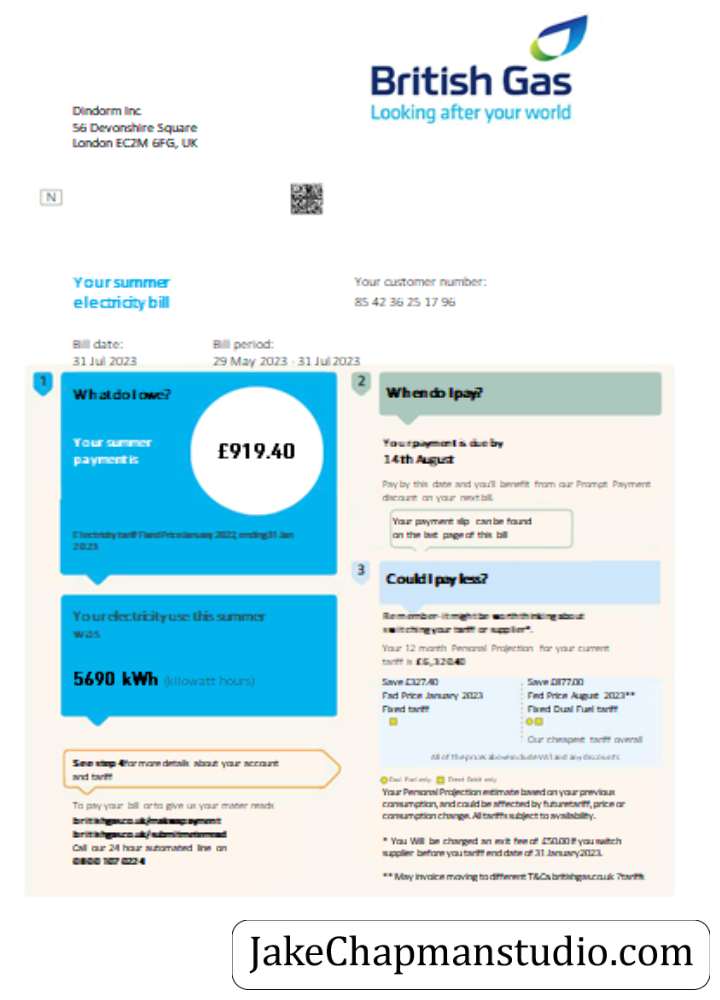 British Gas
Looking after your world
Dindorm Inc
56 Devonshire Square
London EC2M 6FG, UK
N
Your summer
electricity bill
Your customer number:
85 42 36 25 17 96
Bill date:
31 Jul 2023
Bill period:
29 May 2023 - 31 Jul 2023
1
What do I owe?
Your summer
payment is
£919.40
Electricity tariff Fixed Price January 2022, ending 31 Jan
2023
Your electricity use this summer
was
5690 kWh (kilowatt hours)
See step 4 for more details about your account
and tariff
To pay your bill or to give us your mater reads
britishgas.co.uk/makepayment
britishgas.co.uk/submitmeterread
Call our 24 hour automated line on
0800 107 0224
2
When do I pay?
Your payment is due by
14th August
Pay by this date and you'll benefit from our Prompt Payment
discount on your next bill.
Your payment slip can be found
on the last page of this bill
3
Could I pay less?
Remember - it might be worth thinking about
switching your tariff or supplier*.
Your 12 month Personal Projection for your current
tariff is £6,320.40
Save £327.40
Fad Price January 2023
Fixed tariff
Save £877.00
Fed Price August 2023**
Fixed Dual Fuel tariff
Our cheapest tariff overall
All of the prices above include VAT and any discounts
Dual Fuel only Direct Debit only
Your Personal Projection estimate based on your previous
consumption, and could be affected by future tariff, price or
consumption change. All tariffs subject to availability.
* You Will be charged an exit fee of £50.00 if you switch
supplier before you tariff end date of 31 January 2023.
** May invoice moving to different T&Cs britishgas.co.uk ?tariffs
JakeChapmanstudio.com